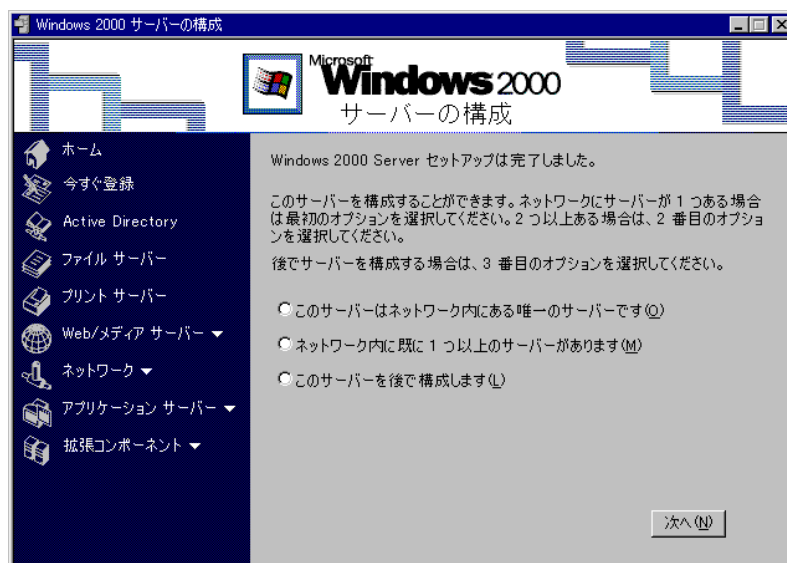 Windows 2000 サーバーの構成
Microsoft
Windows 2000
サーバーの構成
ホーム
今すぐ登録
Active Directory
ファイル サーバー
プリント サーバー
Web/メディア サーバー
ネットワーク
アプリケーション サーバー
拡張コンポーネント
Windows 2000 Server セットアップは完了しました。
このサーバーを構成することができます。ネットワークにサーバーが 1 つある場合
は最初のオプションを選択してください。2 つ以上ある場合は、2 番目のオプショ
ンを選択してください。
後でサーバーを構成する場合は、3 番目のオプションを選択してください。
このサーバーはネットワーク内にある唯一のサーバーです(O)
ネットワーク内に既に 1 つ以上のサーバーがあります(M)
このサーバーを後で構成します(L)
次へ(N)